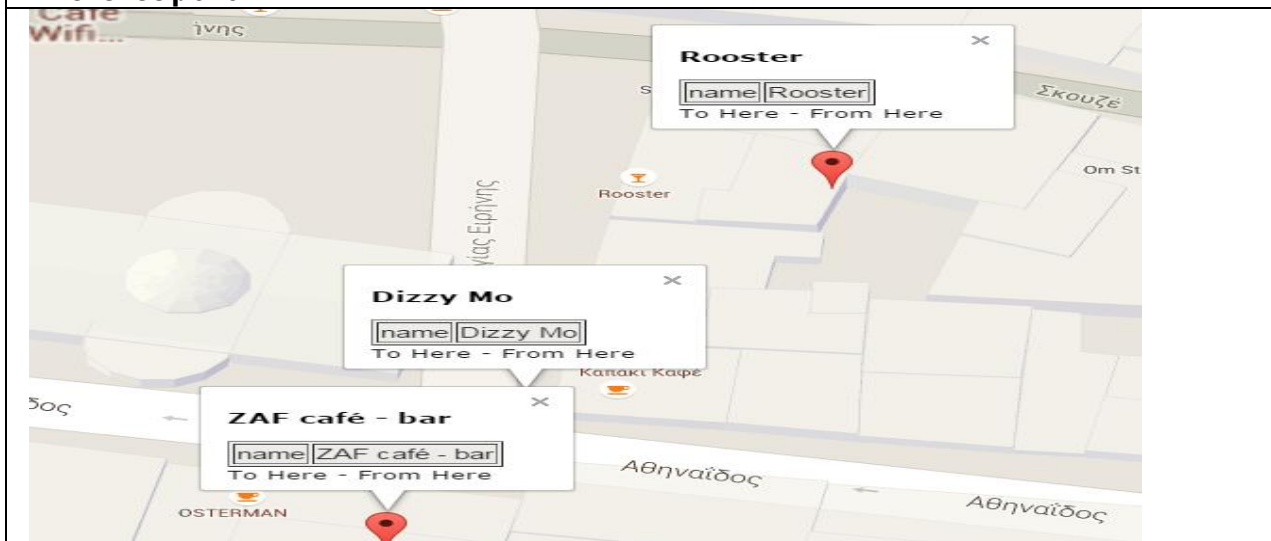 Cafe
Wifi...
ήνης
Rooster
name Rooster
To Here - From Here
Σκουζέ
Om St
Rooster
γίας Ειρήνης
Dizzy Mo
name Dizzy Mo
To Here - From Here
Καπάκι Καφέ
δος
ZAF café - bar
name ZAF café - bar
To Here - From Here
OSTERMAN
Αθηναΐδος
Αθηναΐδος